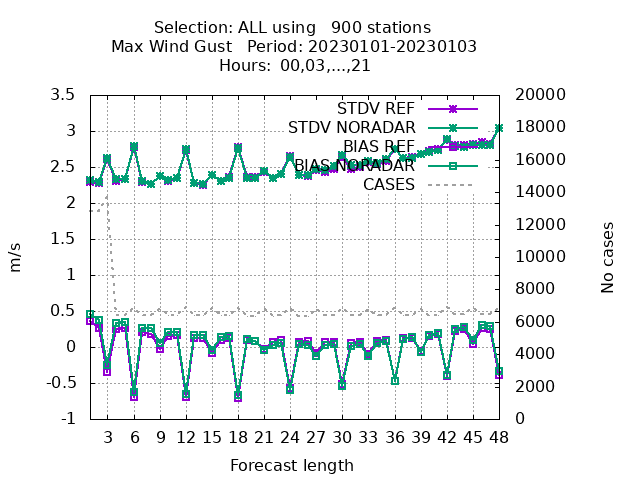 Selection: ALL using   900 stations
Max Wind Gust   Period: 20230101-20230103
Hours:  00,03,...,21
3.5
3
2.5
2
1.5
1
0.5
0
-0.5
-1
m/s
STDV REF
STDV NORADAR
BIAS REF
BIAS NORADAR
CASES
20000
18000
16000
14000
12000
10000
8000
6000
4000
2000
0
No cases
3 6 9 12 15 18 21 24 27 30 33 36 39 42 45 48
Forecast length